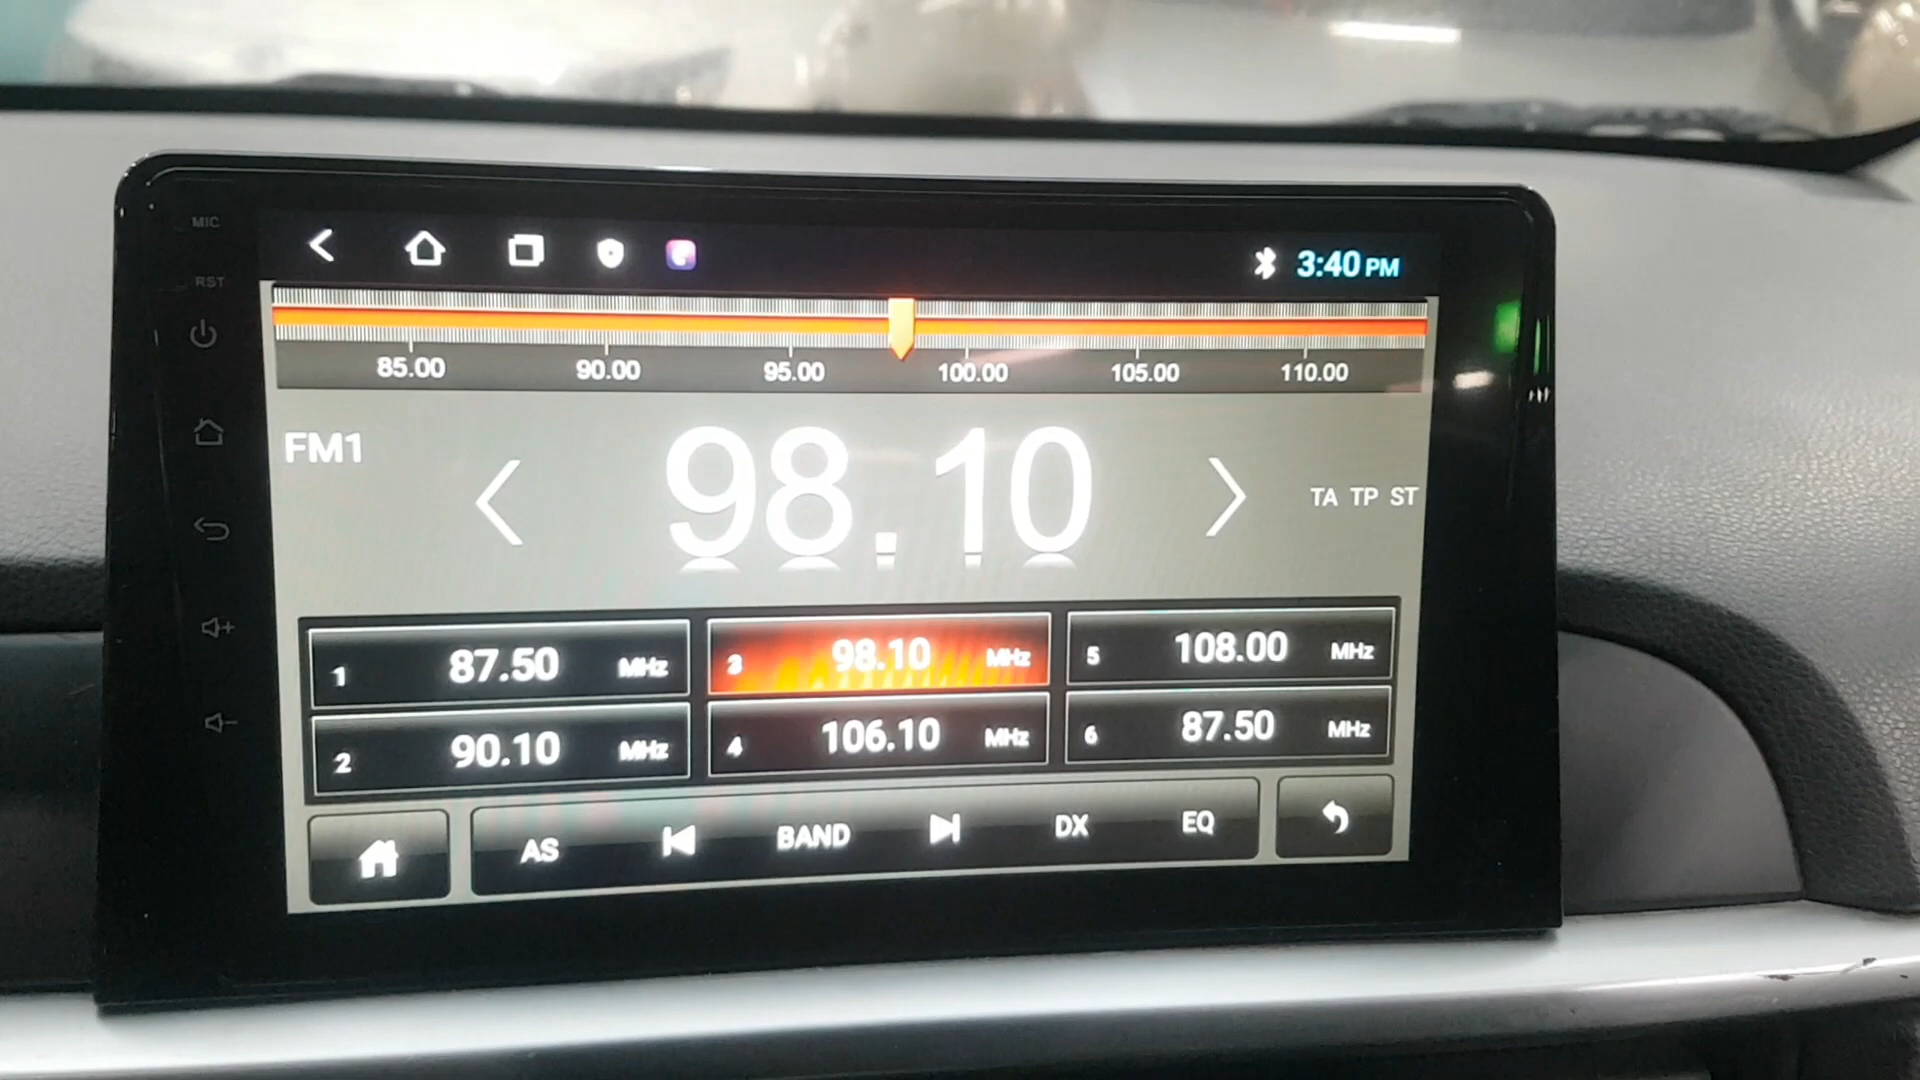 MIC
RST
3:40 PM
85.00 90.00 95.00 100.00 105.00 110.00
FM1
98.10
TA TP ST
1 87.50 MHz
3 98.10 MHz
5 108.00 MHz
2 90.10 MHz
4 106.10 MHz
6 87.50 MHz
AS BAND DX EQ